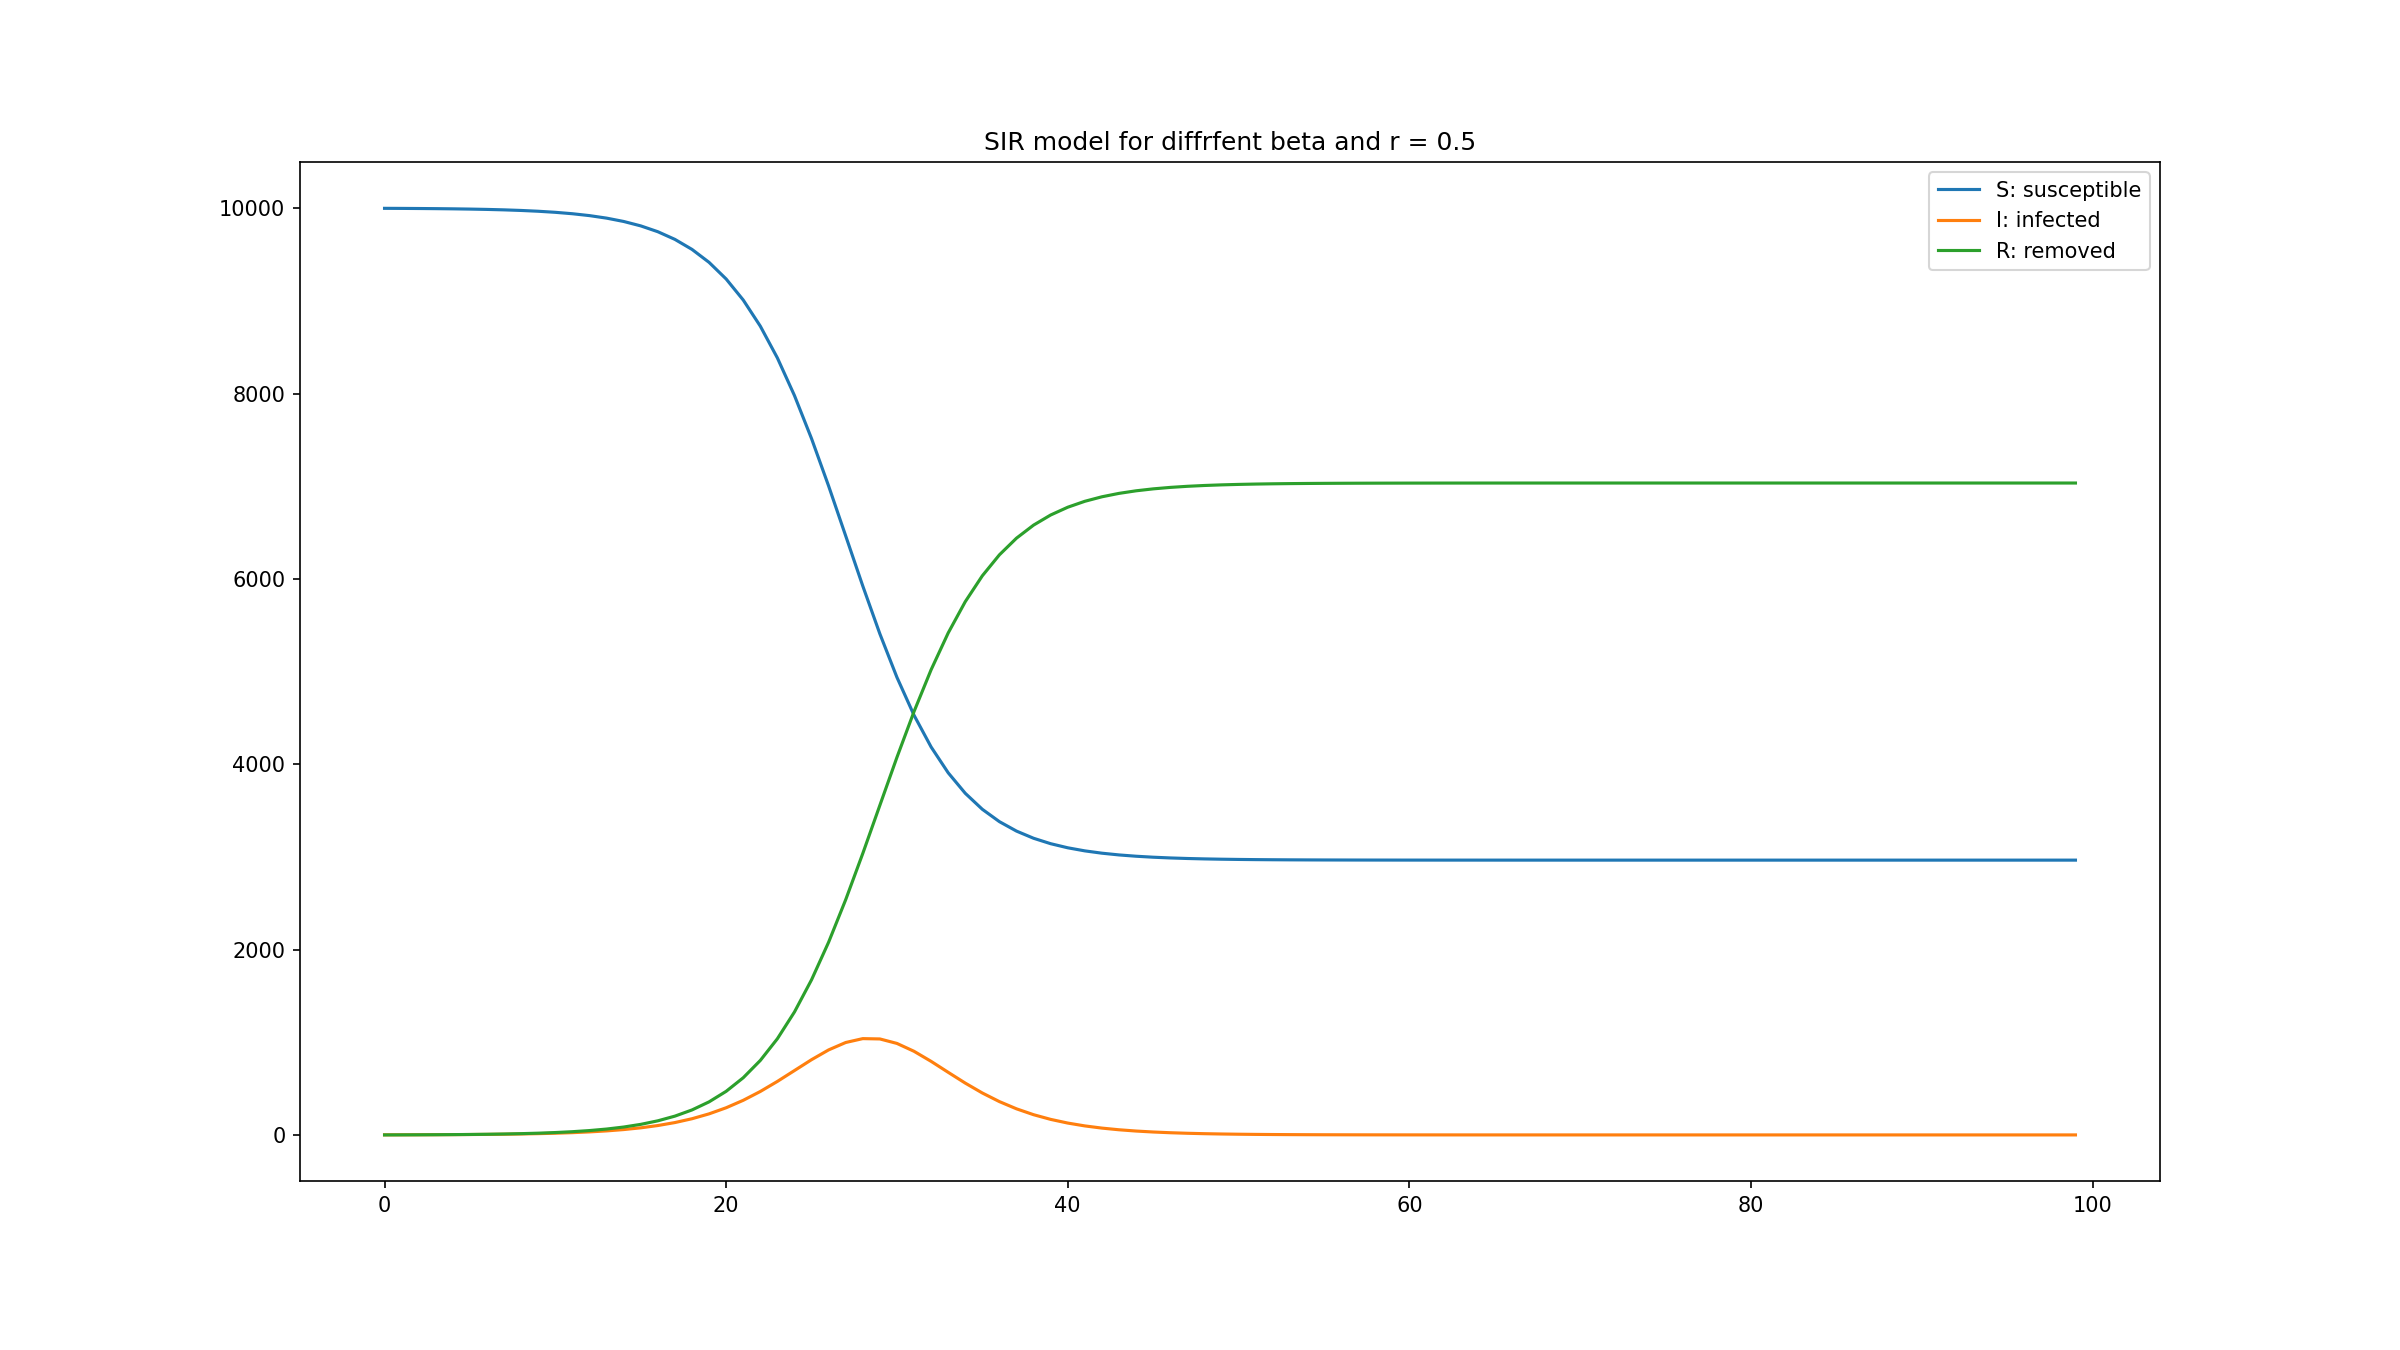 SIR model for diffrfent beta and r = 0.5
S: susceptible
I: infected
R: removed
10000
8000
6000
4000
2000
0
0 20 40 60 80 100